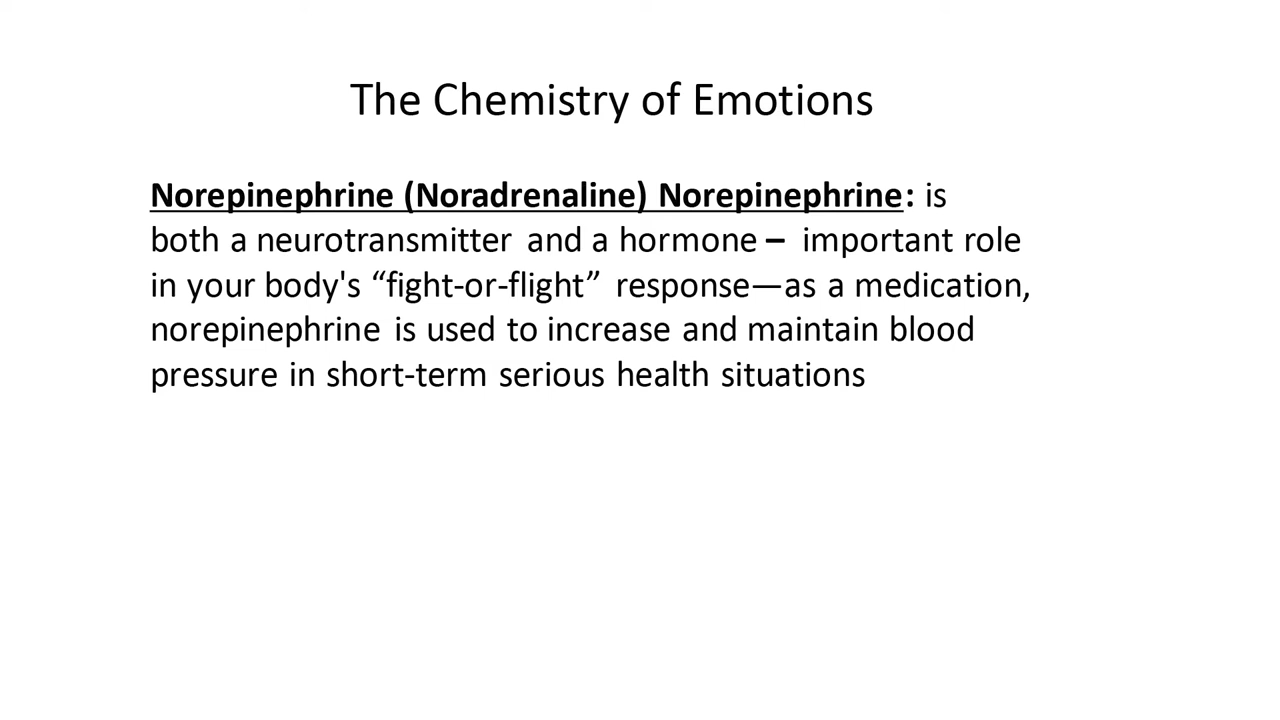 The Chemistry of Emotions
Norepinephrine (Noradrenaline) Norepinephrine: is
both a neurotransmitter and a hormone – important role
in your body's “fight-or-flight” response—as a medication,
norepinephrine is used to increase and maintain blood
pressure in short-term serious health situations